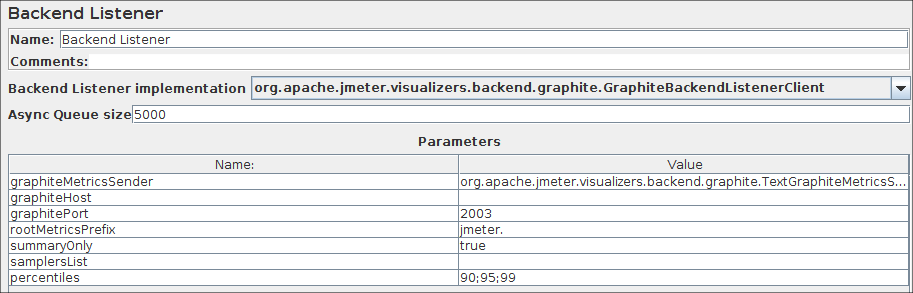 Backend Listener
Name: Backend Listener
Comments:
Backend Listener implementation org.apache.jmeter.visualizers.backend.graphite.GraphiteBackendListenerClient
Async Queue size 5000
Parameters
Name: Value
graphiteMetricsSender org.apache.jmeter.visualizers.backend.graphite.TextGraphiteMetricsS...
graphiteHost
graphitePort 2003
rootMetricsPrefix jmeter.
summaryOnly true
samplersList
percentiles 90;95;99